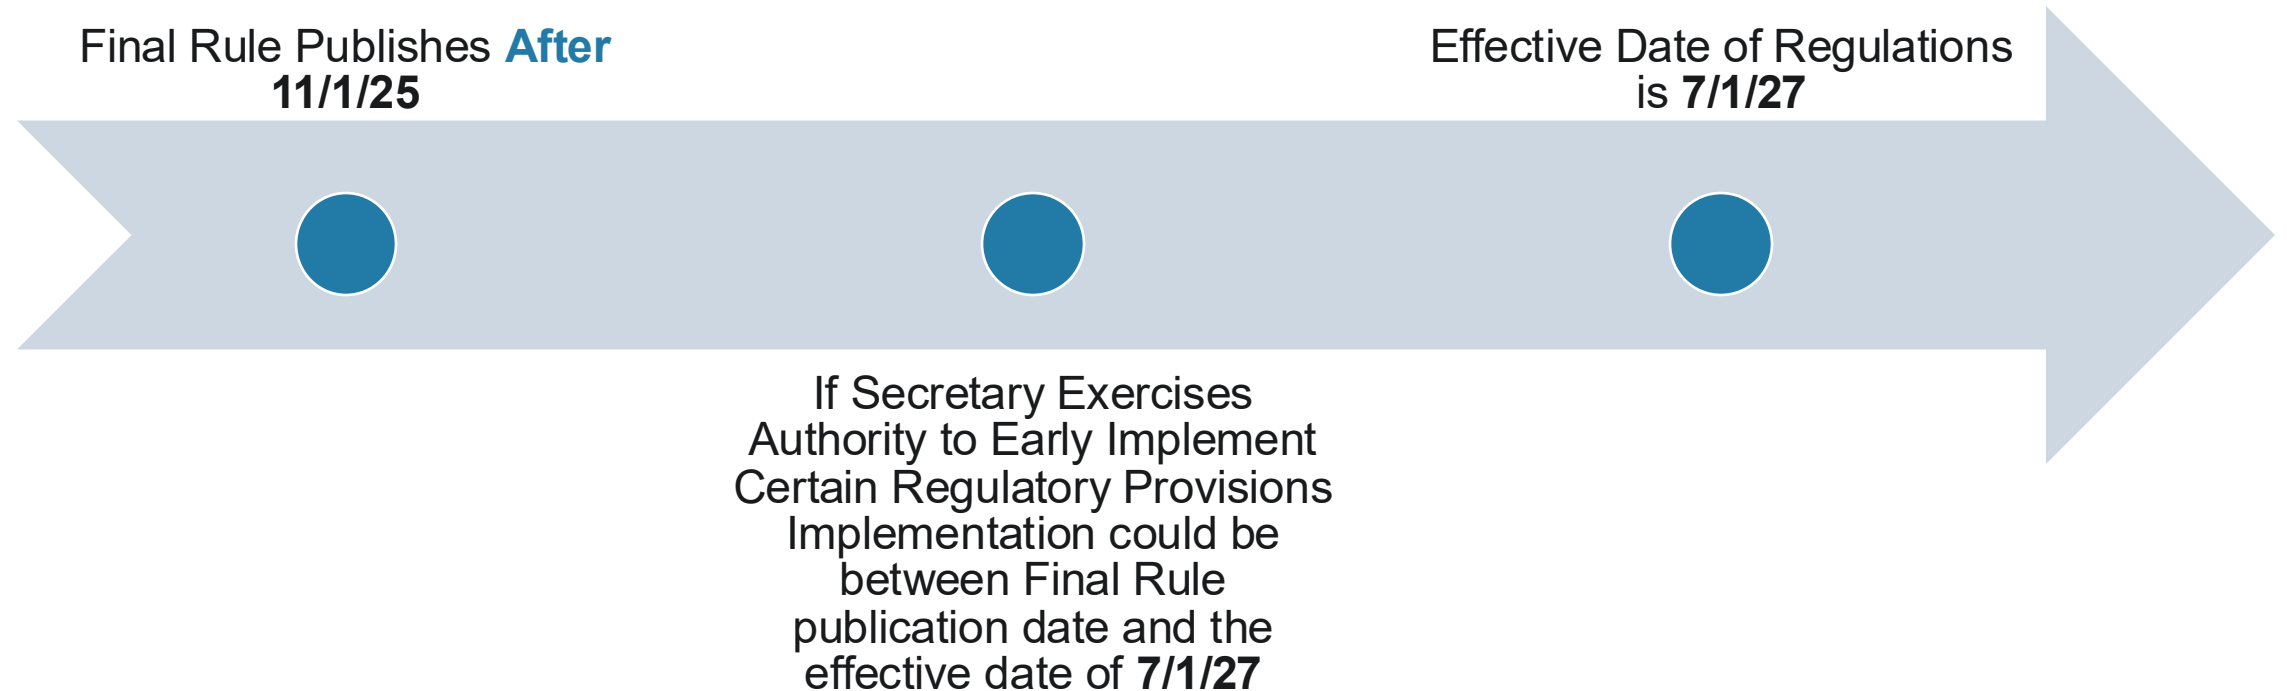 Final Rule Publishes After
11/1/25
Effective Date of Regulations
is 7/1/27
If Secretary Exercises
Authority to Early Implement
Certain Regulatory Provisions
Implementation could be
between Final Rule
publication date and the
effective date of 7/1/27